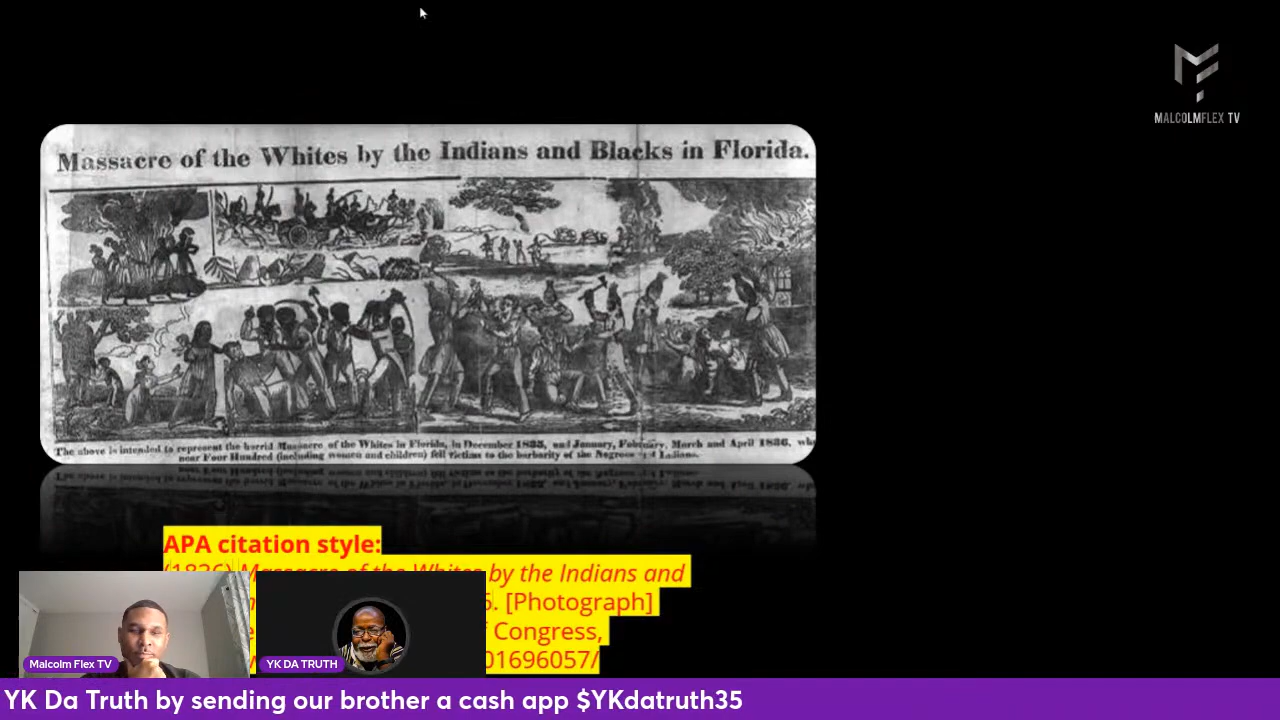 MALCOLMFLEX TV
Massacre of the Whites by the Indians and Blacks in Florida.
The above is intended to represent the horrid Massacre of the Whites in Florida, in December 1835, and January, February, March and April 1836, wh
near Four Hundred (including women and children) fell victims to the barbarity of the Negroes and Indians.
APA citation style:
(1836) Massacre of the Whites by the Indians and
. [Photograph]
Congress,
01696057/
Malcolm Flex TV
YK DA TRUTH
YK Da Truth by sending our brother a cash app $YKdatruth35